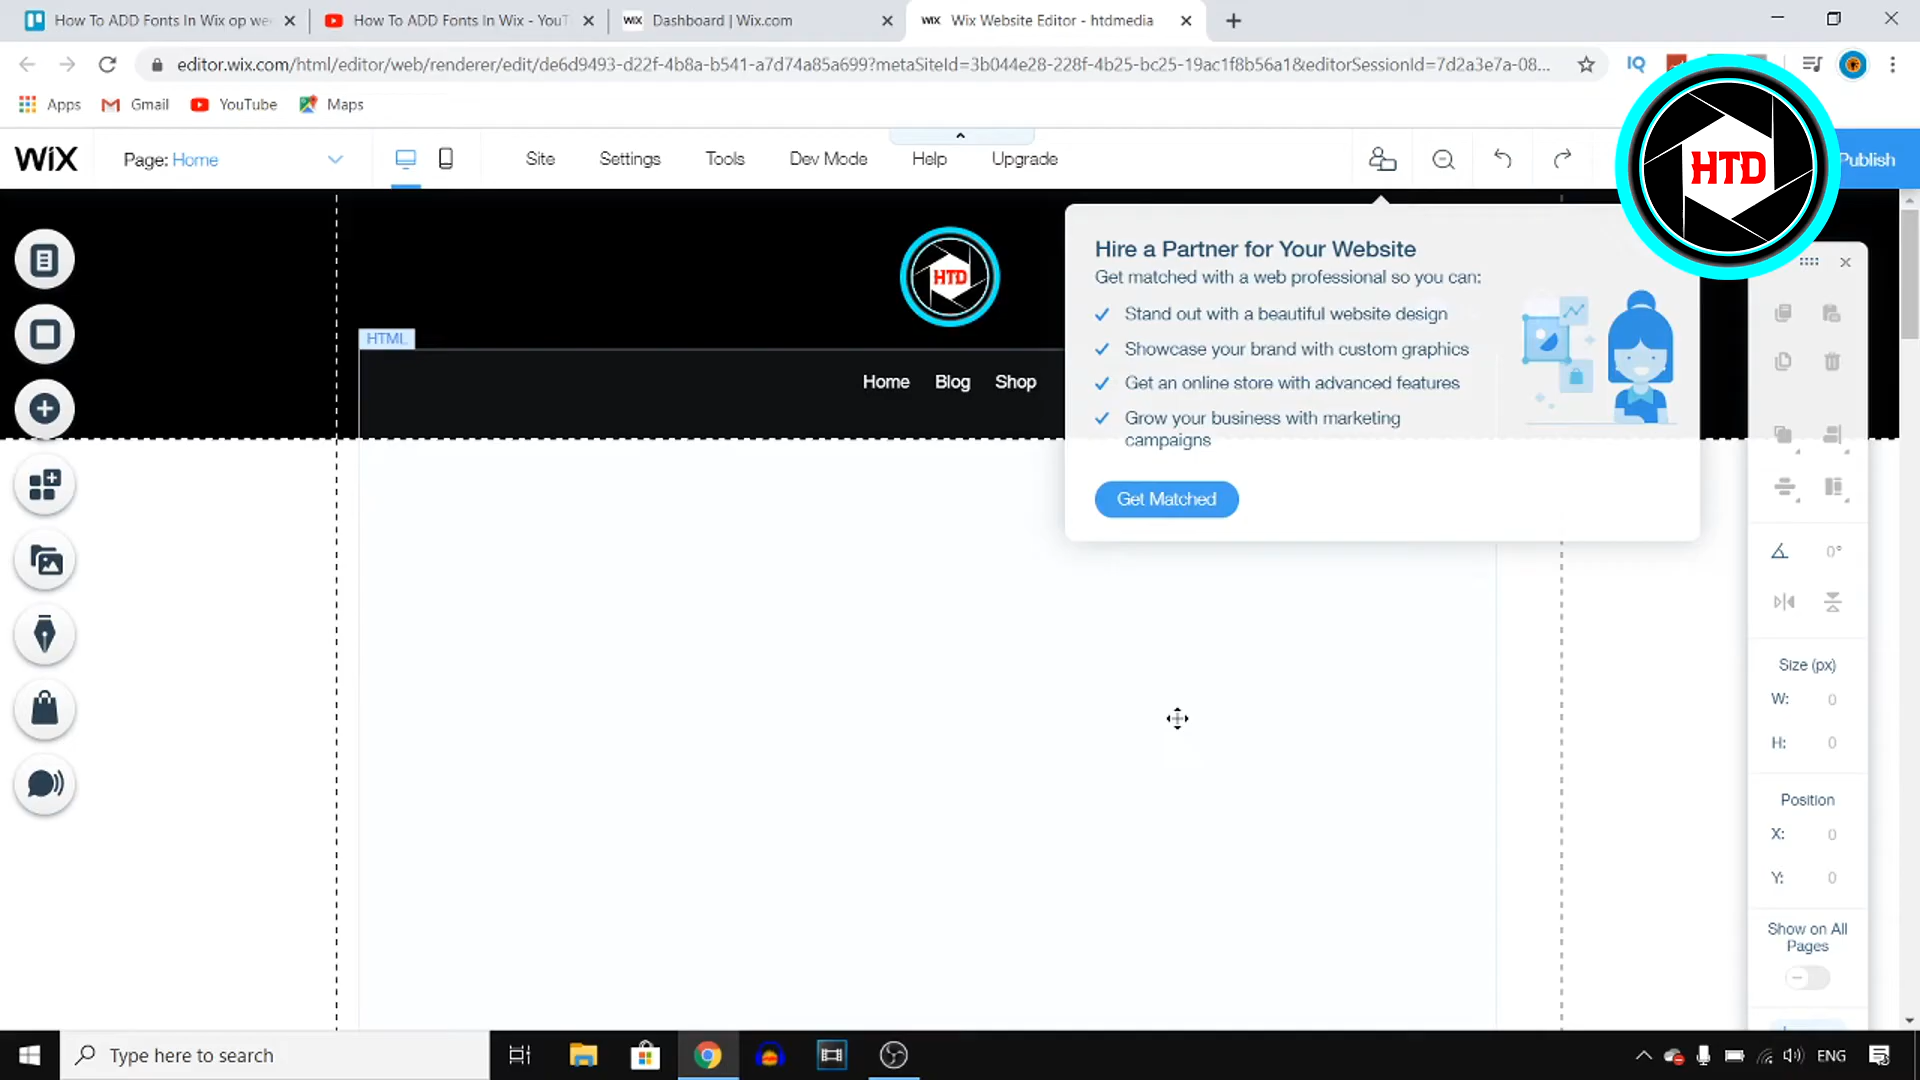 How To ADD Fonts In Wix op we
How To ADD Fonts In Wix - YouT
WiX Dashboard | Wix.com
WiX Wix Website Editor - htdmedia
editor.wix.com/html/editor/web/renderer/edit/de6d9493-d22f-4b8a-b541-a7d74a85a699?metaSiteId=3b044e28-228f-4b25-bc25-19ac1f8b56a1&editorSessionId=7d2a3e7a-08...
IQ
Apps Gmail YouTube Maps
WiX Page: Home Site Settings Tools Dev Mode Help Upgrade Publish
HTD
HTD
HTML
Home Blog Shop
Hire a Partner for Your Website
Get matched with a web professional so you can:
Stand out with a beautiful website design
Showcase your brand with custom graphics
Get an online store with advanced features
Grow your business with marketing
campaigns
Get Matched
0°
Size (px)
W: 0
H: 0
Position
X: 0
Y: 0
Show on All
Pages
Type here to search
ENG